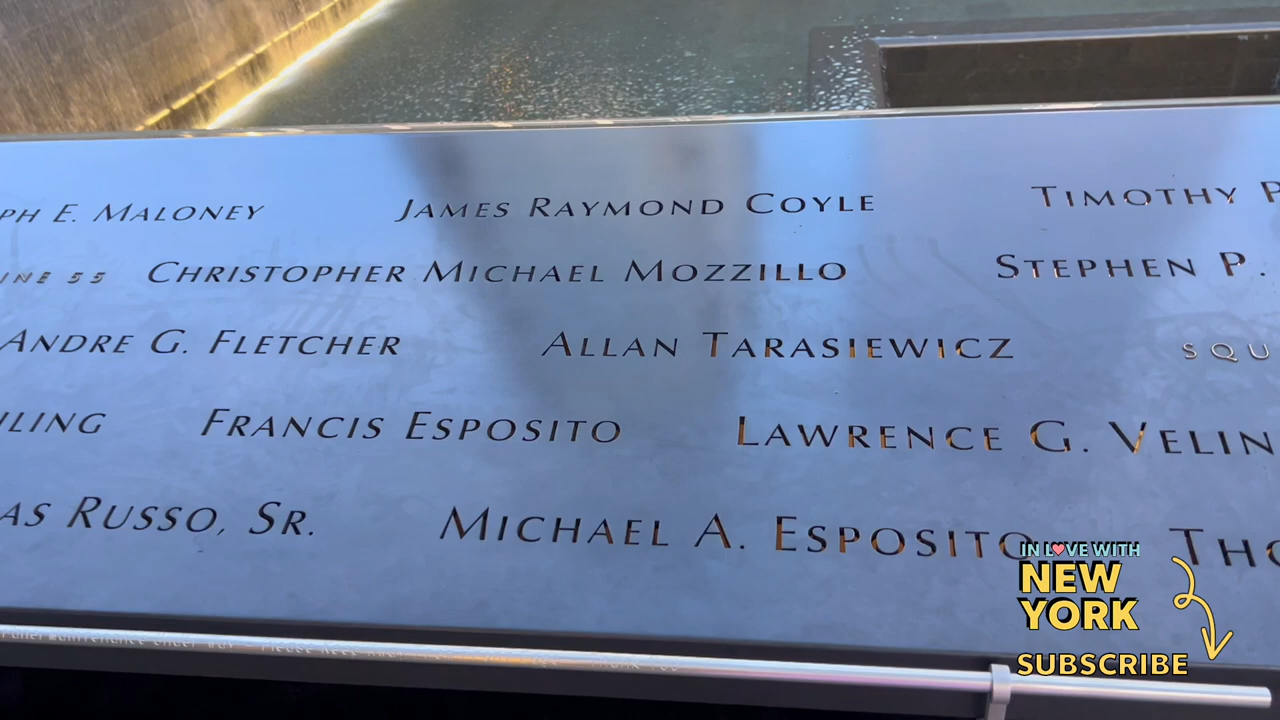 PH E. MALONEY JAMES RAYMOND COYLE TIMOTHY P
INE 55 CHRISTOPHER MICHAEL MOZZILLO STEPHEN P.
ANDRE G. FLETCHER ALLAN TARASIEWICZ SQU
ILING FRANCIS ESPOSITO LAWRENCE G. VELIN
AS RUSSO, SR. MICHAEL A. ESPOSITO THO
IN LOVE WITH
NEW
YORK
SUBSCRIBE